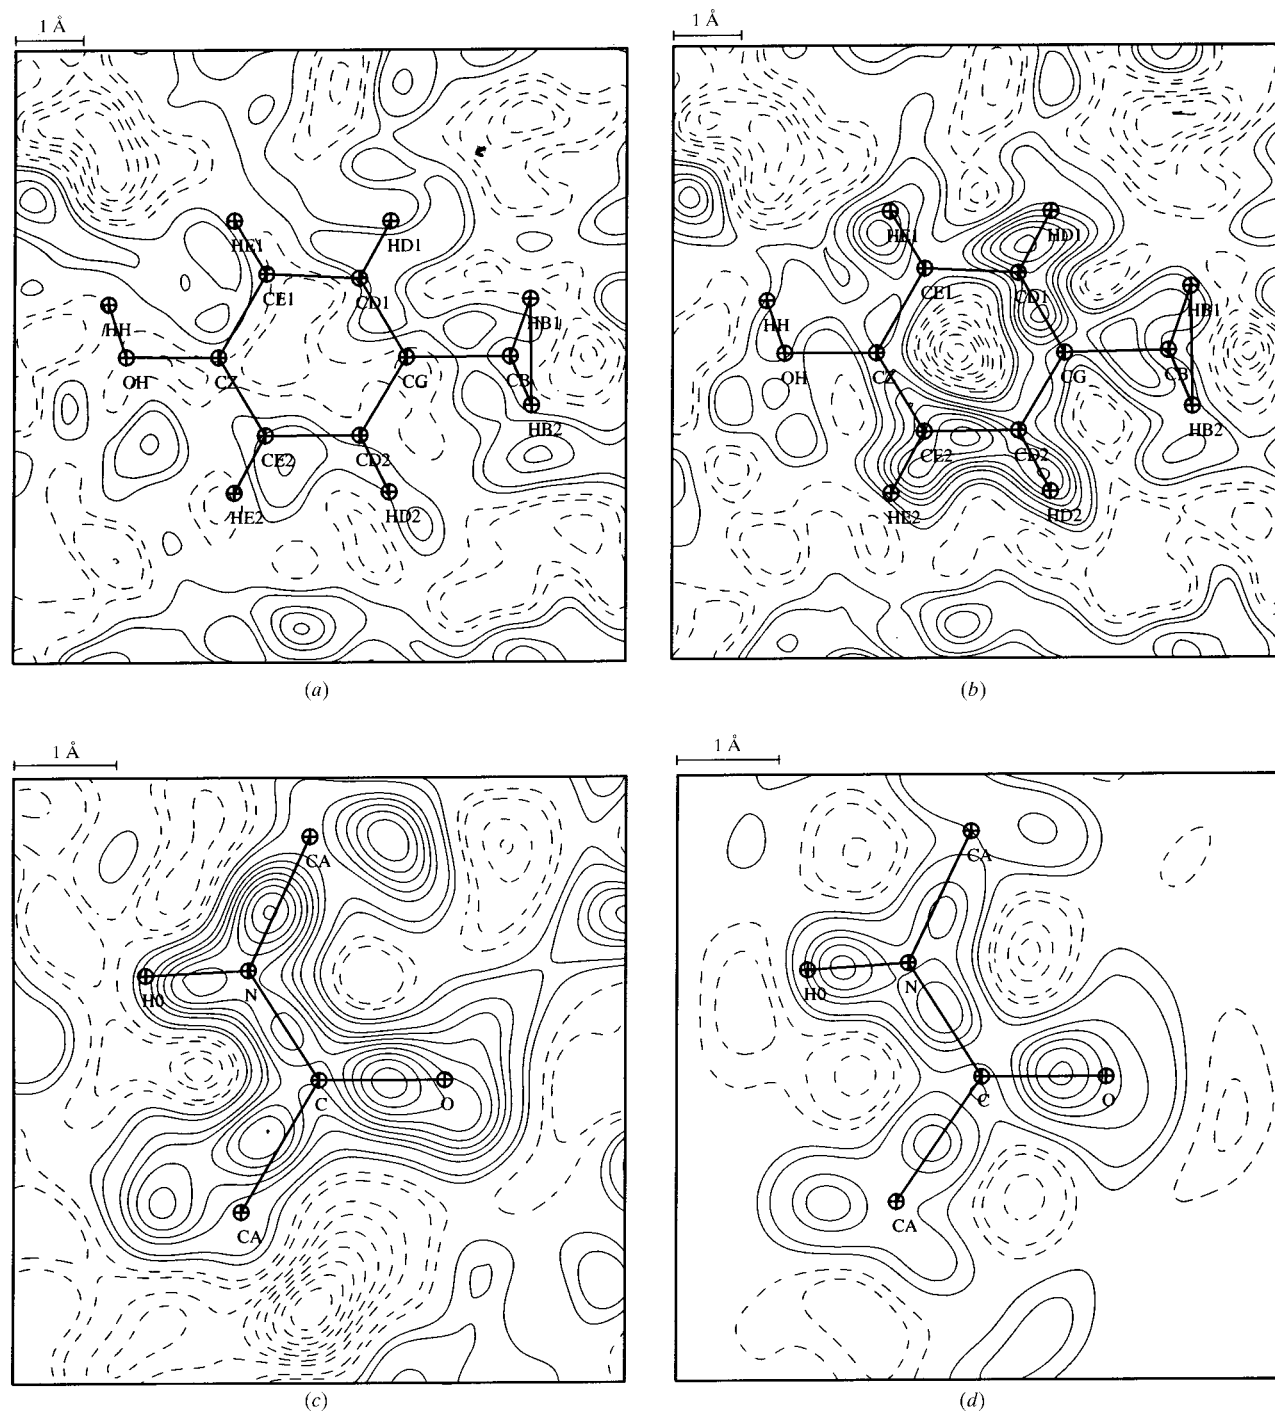 1 Å
1 Å
HE1
HD1
CE1
CD1
HH
HB1
OH
CZ
CG
CB
HB2
CE2
CD2
HE2
HD2
(a)
HE1
HD1
CE1
CD1
HH
HB1
OH
CZ
CG
CB
HB2
CE2
CD2
HE2
HD2
(b)
1 Å
1 Å
CA
H0
N
C
O
CA
(c)
CA
H0
N
C
O
CA
(d)